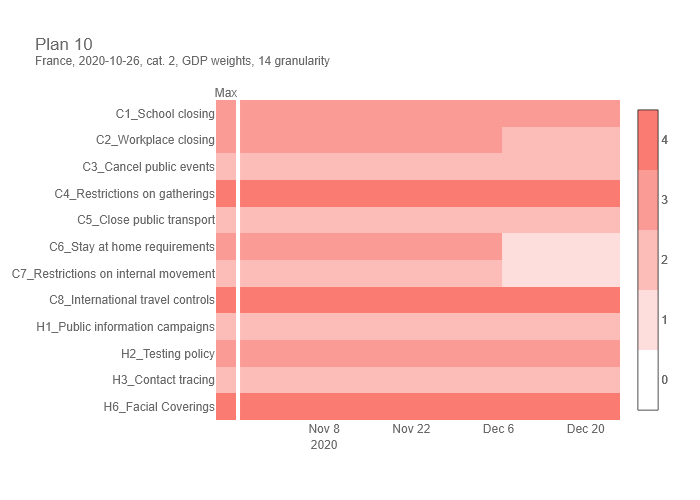 Plan 10
France, 2020-10-26, cat. 2, GDP weights, 14 granularity
Max
C1_School closing
C2_Workplace closing
C3_Cancel public events
C4_Restrictions on gatherings
C5_Close public transport
C6_Stay at home requirements
C7_Restrictions on internal movement
C8_International travel controls
H1_Public information campaigns
H2_Testing policy
H3_Contact tracing
H6_Facial Coverings
Nov 8
2020
Nov 22
Dec 6
Dec 20
4
3
2
1
0